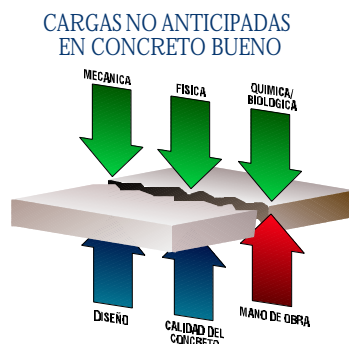 CARGAS NO ANTICIPADAS
EN CONCRETO BUENO
MECANICA
FISICA
QUIMICA/
BIOLOGICA
DISEÑO
CALIDAD DEL
CONCRETO
MANO DE OBRA